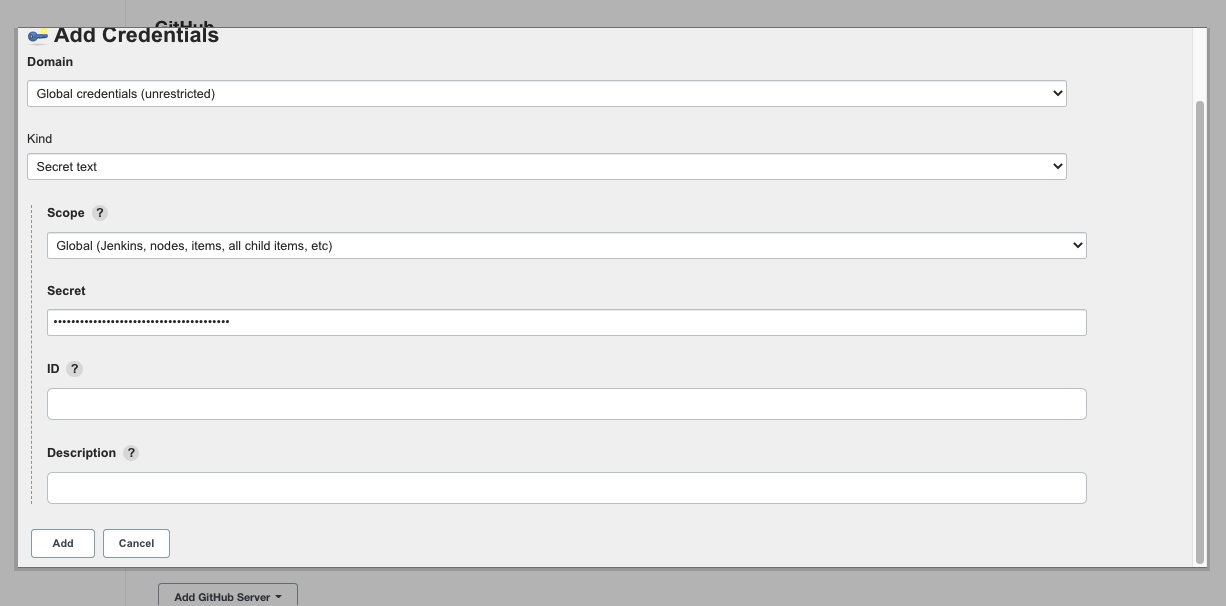 GitHub
Add Credentials
Domain
Global credentials (unrestricted)
Kind
Secret text
Scope ?
Global (Jenkins, nodes, items, all child items, etc)
Secret
••••••••••••••••••••••••••••••••••••••••
ID ?
Description ?
Add Cancel
Add GitHub Server